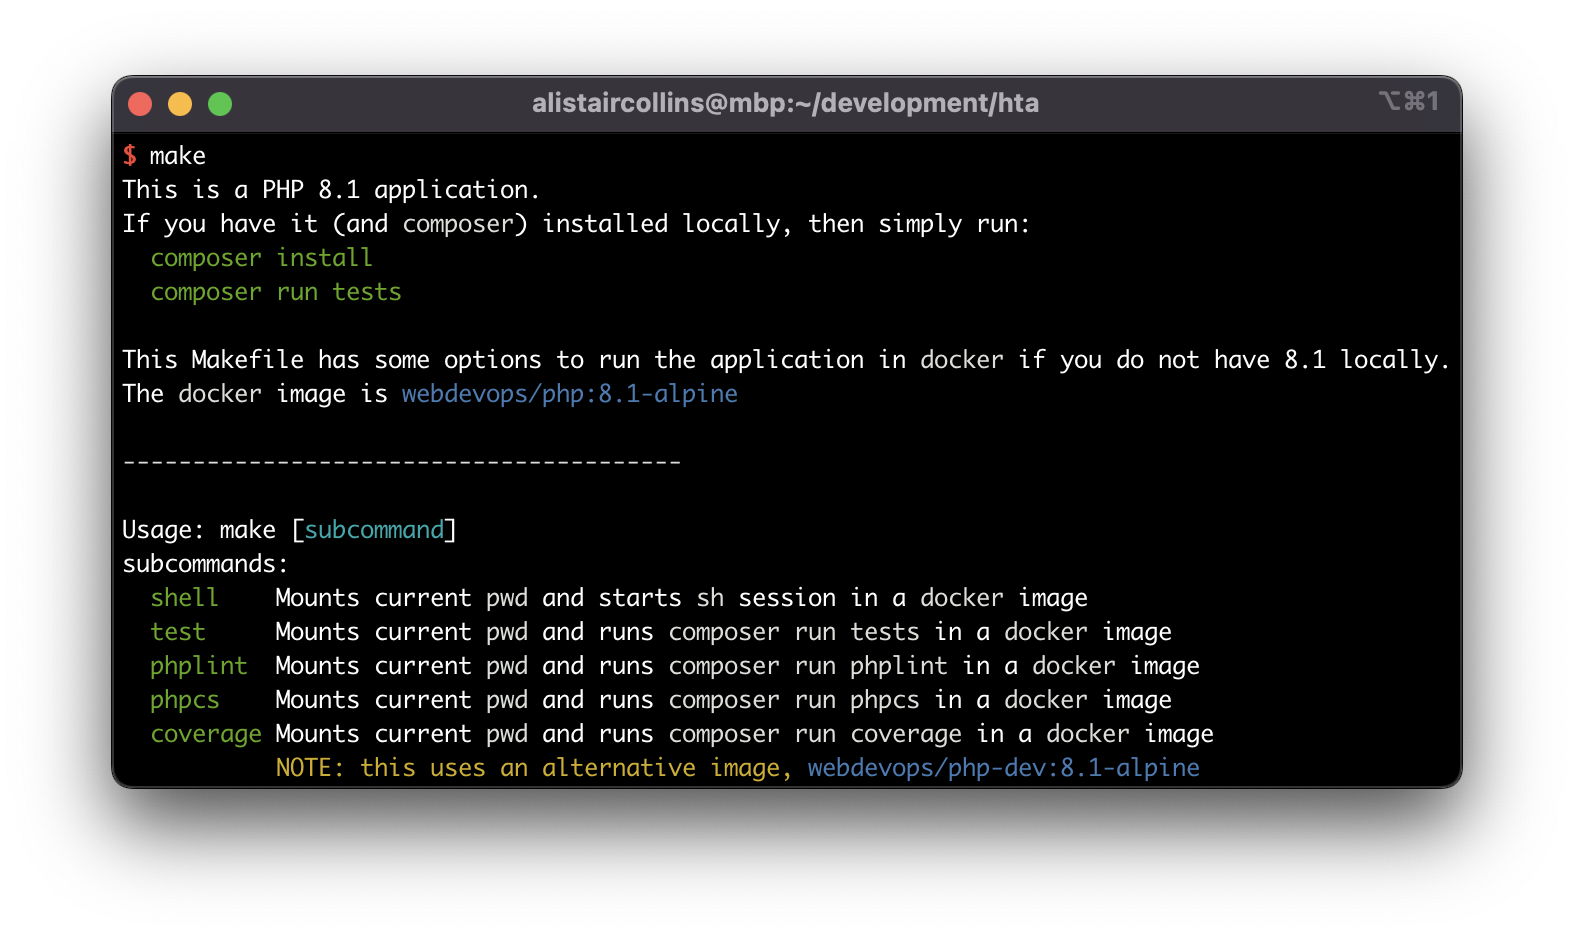 alistaircollins@mbp:~/development/hta
⌥⌘1
$ make
This is a PHP 8.1 application.
If you have it (and composer) installed locally, then simply run:
  composer install
  composer run tests

This Makefile has some options to run the application in docker if you do not have 8.1 locally.
The docker image is webdevops/php:8.1-alpine

----------------------------------------

Usage: make [subcommand]
subcommands:
  shell    Mounts current pwd and starts sh session in a docker image
  test     Mounts current pwd and runs composer run tests in a docker image
  phplint  Mounts current pwd and runs composer run phplint in a docker image
  phpcs    Mounts current pwd and runs composer run phpcs in a docker image
  coverage Mounts current pwd and runs composer run coverage in a docker image
           NOTE: this uses an alternative image, webdevops/php-dev:8.1-alpine